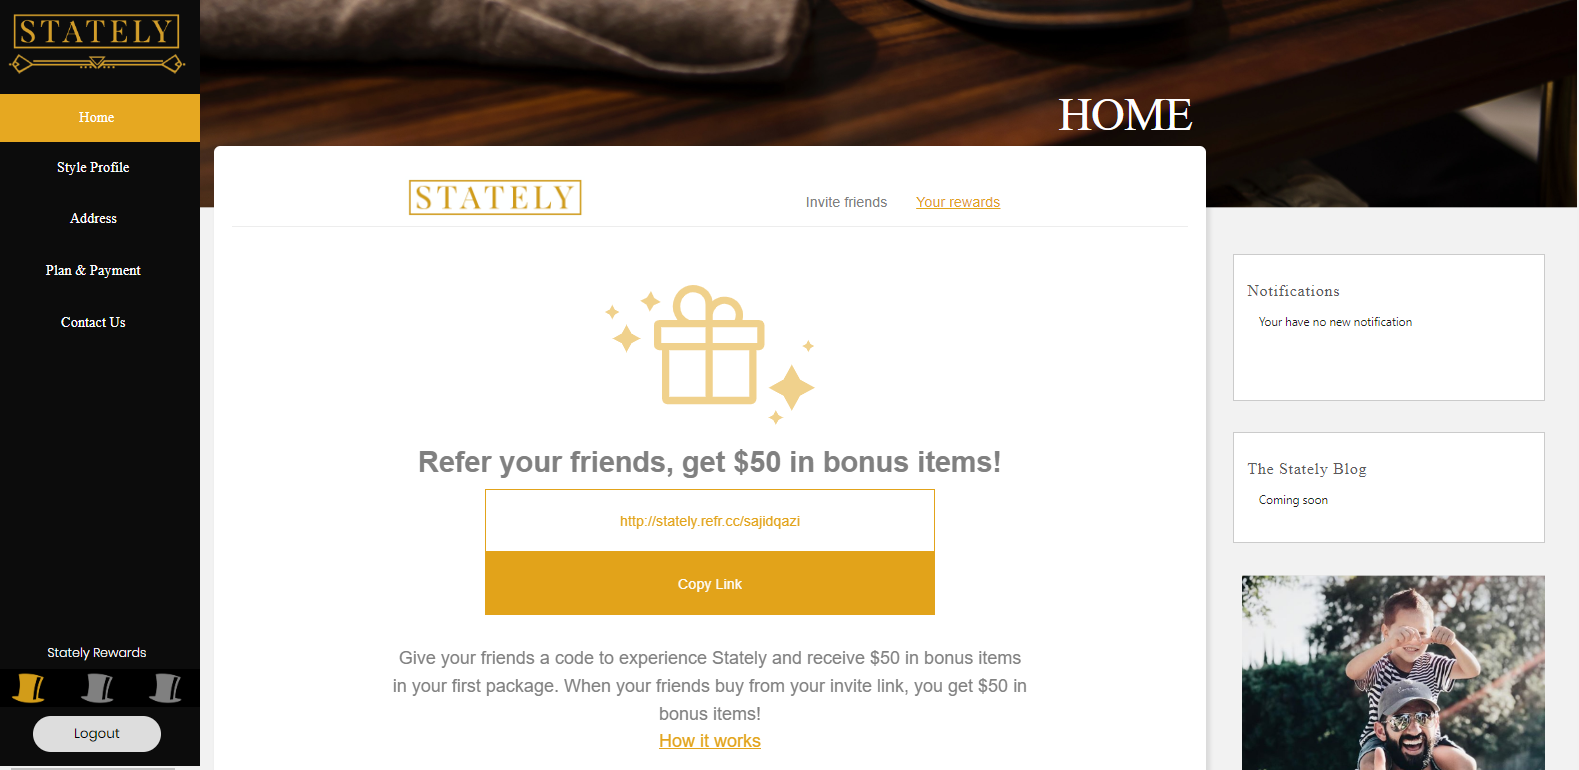 STATELY
Home
Style Profile
Address
Plan & Payment
Contact Us
Stately Rewards
Logout
HOME
STATELY
Invite friends
Your rewards
Refer your friends, get $50 in bonus items!
http://stately.refr.cc/sajidqazi
Copy Link
Give your friends a code to experience Stately and receive $50 in bonus items
in your first package. When your friends buy from your invite link, you get $50 in
bonus items!
How it works
Notifications
Your have no new notification
The Stately Blog
Coming soon